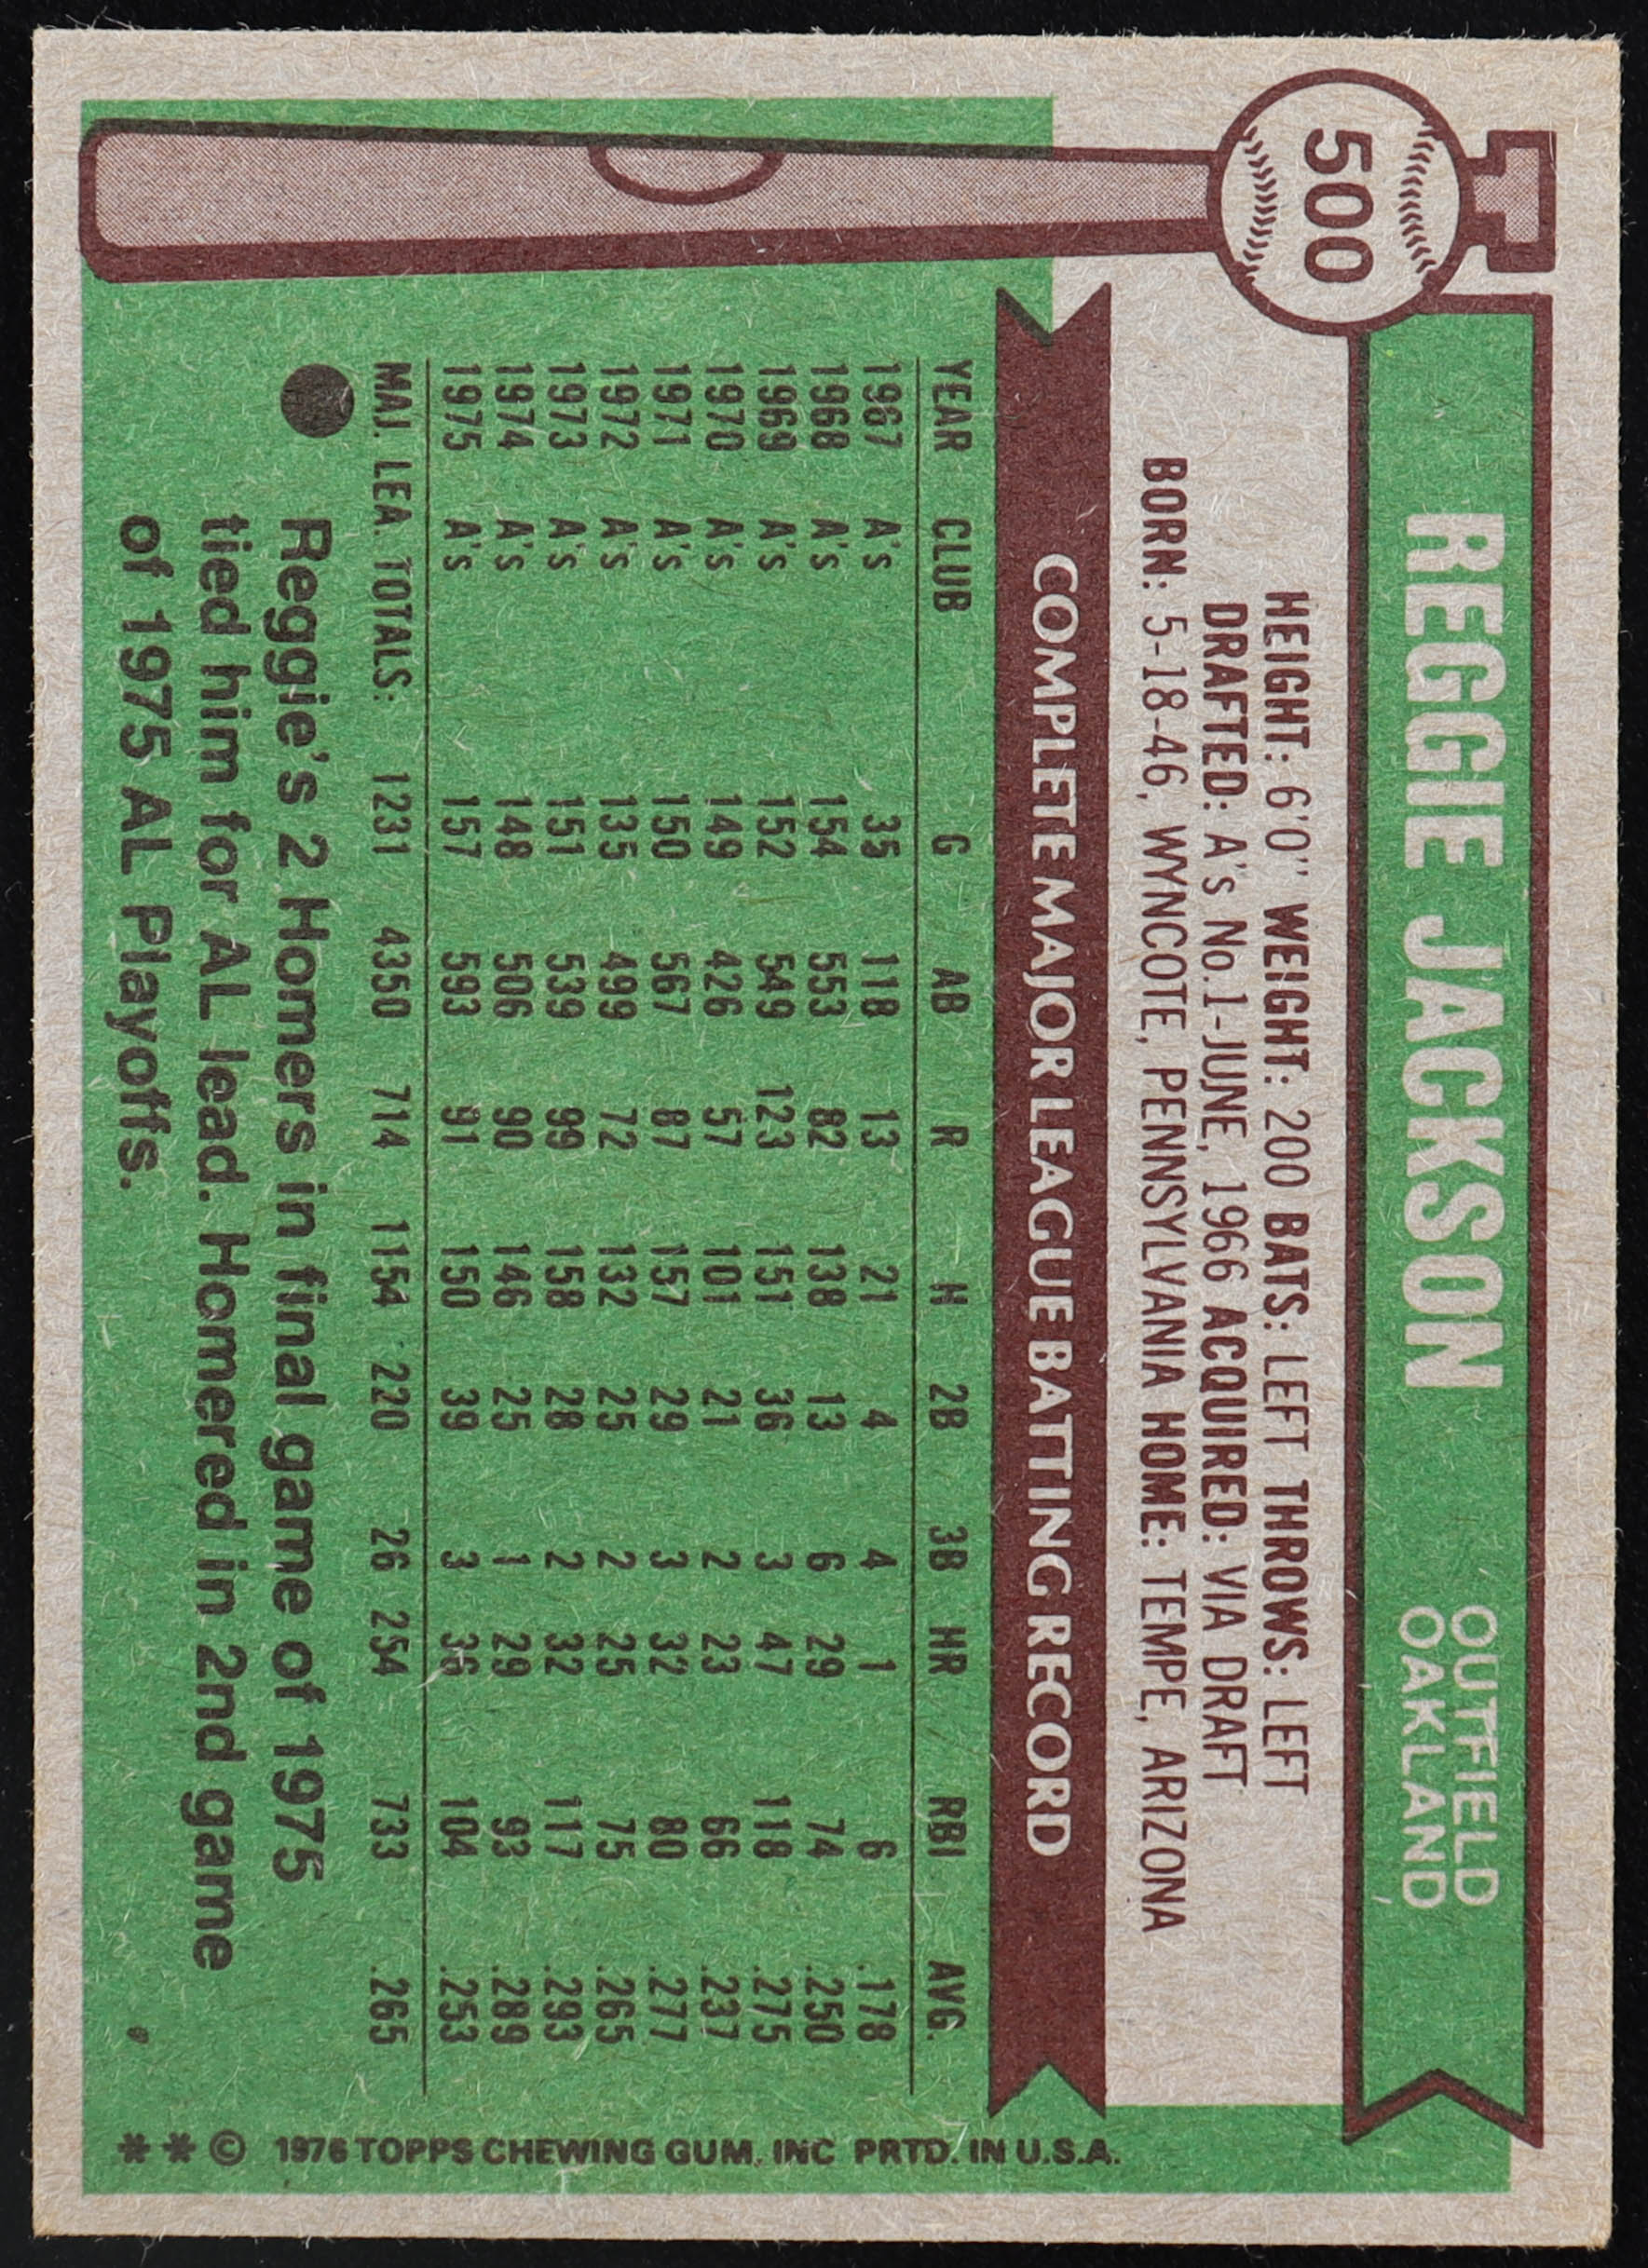 500
REGGIE JACKSON
OUTFIELD
OAKLAND
HEIGHT: 6'0" WEIGHT: 200 BATS: LEFT THROWS: LEFT
DRAFTED: A's No.1-JUNE, 1966 ACQUIRED: VIA DRAFT
BORN: 5-18-46, WYNCOTE, PENNSYLVANIA HOME: TEMPE, ARIZONA
COMPLETE MAJOR LEAGUE BATTING RECORD
YEAR CLUB G AB R H 2B 3B HR RBI AVG.
1967 A's 35 118 13 21 4 4 1 6 .178
1968 A's 154 553 82 138 13 6 29 74 .250
1969 A's 152 549 123 151 36 3 47 118 .275
1970 A's 149 426 57 101 21 2 23 66 .237
1971 A's 150 567 87 157 29 3 32 80 .277
1972 A's 135 499 72 132 25 2 25 75 .265
1973 A's 151 539 99 158 28 2 32 117 .293
1974 A's 148 506 90 146 25 1 29 93 .289
1975 A's 157 593 91 150 39 3 36 104 .253
MAJ. LEA. TOTALS: 1231 4350 714 1154 220 26 254 733 .265
Reggie's 2 Homers in final game of 1975
tied him for AL lead. Homered in 2nd game
of 1975 AL Playoffs.
** © 1976 TOPPS CHEWING GUM, INC PRTD. IN U.S.A.